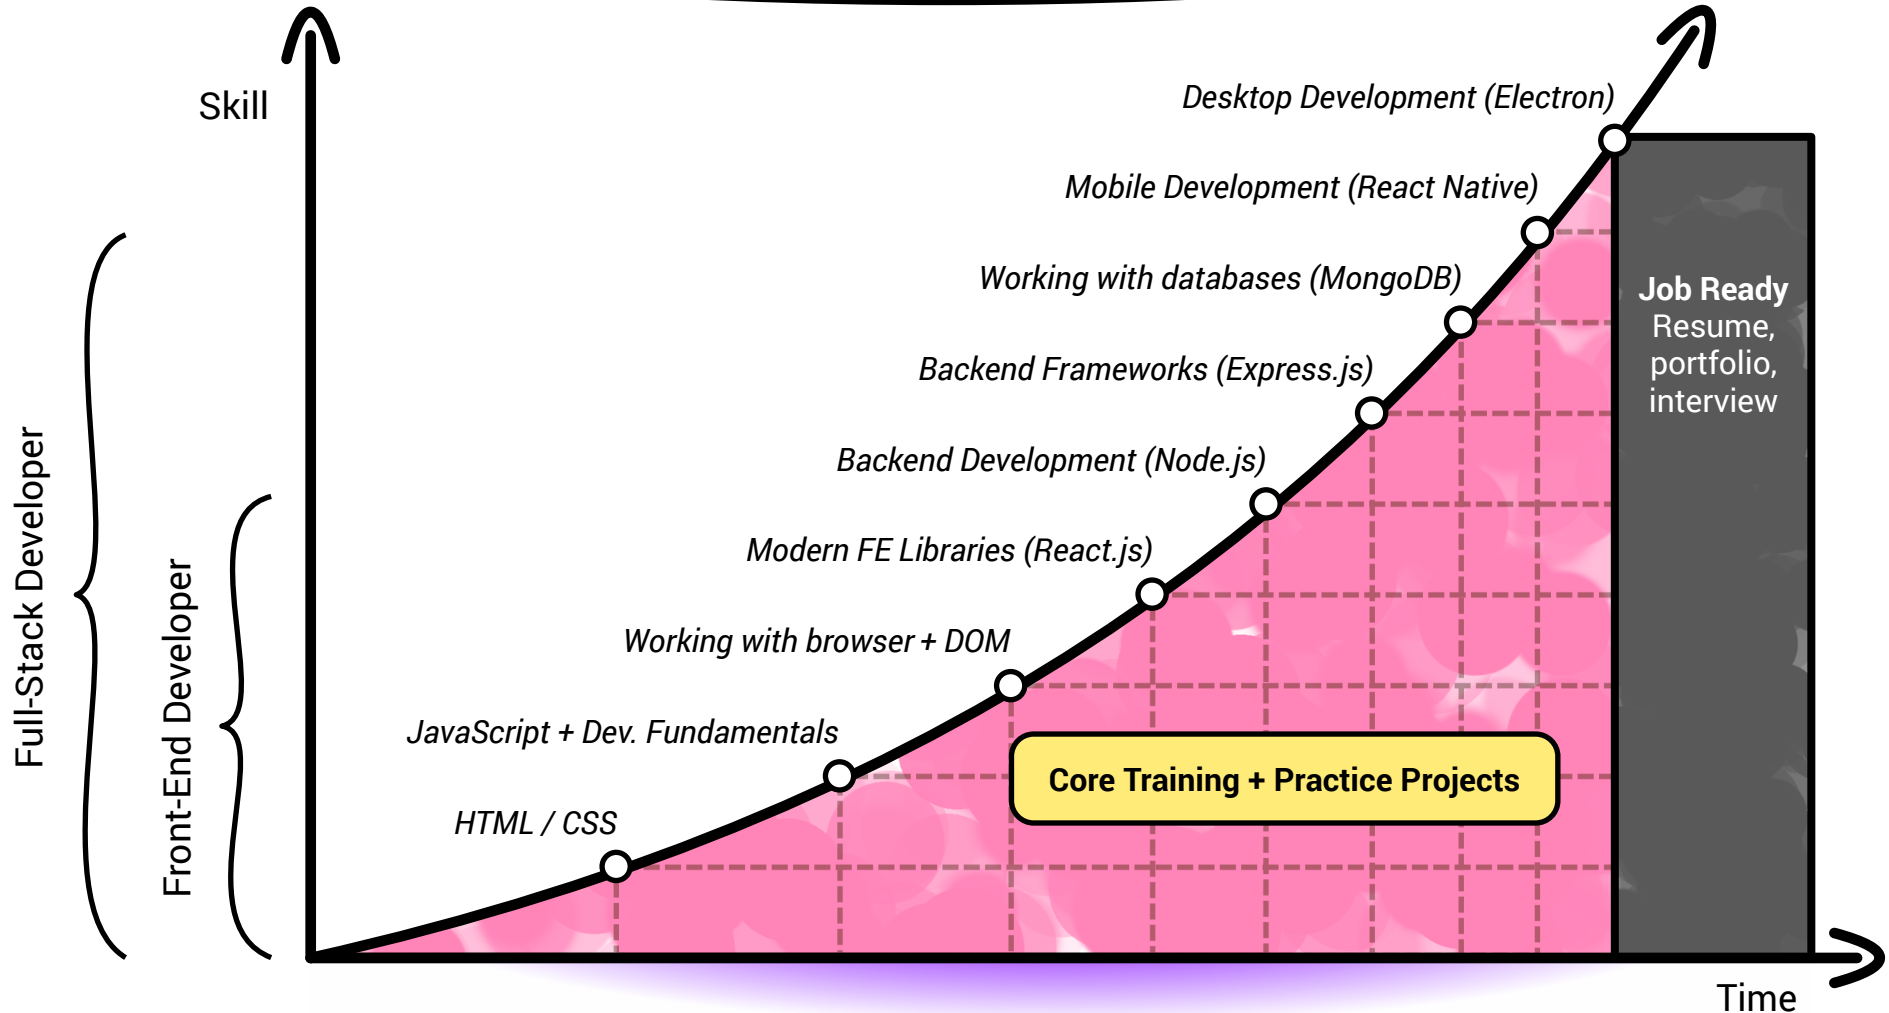 Skill
Desktop Development (Electron)
Mobile Development (React Native)
Working with databases (MongoDB)
Backend Frameworks (Express.js)
Backend Development (Node.js)
Modern FE Libraries (React.js)
Working with browser + DOM
JavaScript + Dev. Fundamentals
HTML / CSS
Full-Stack Developer
Front-End Developer
Core Training + Practice Projects
Job Ready
Resume,
portfolio,
interview
Time